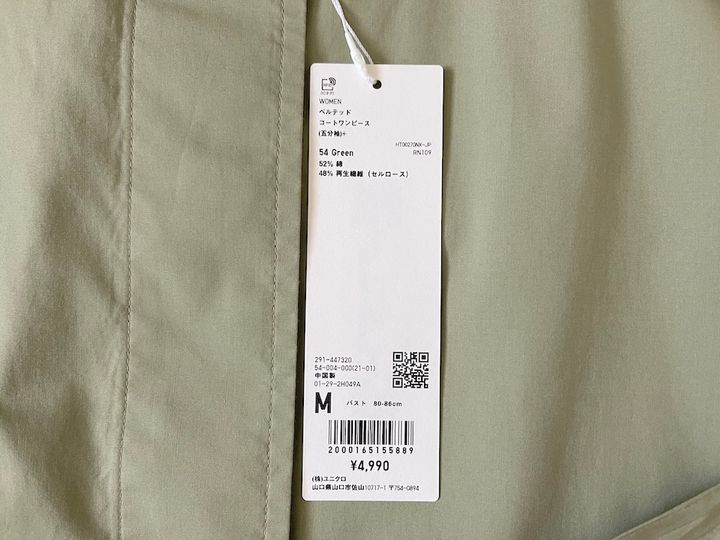 WOMEN
ベルテッド
コートワンピース
(五分袖)+
HT00270NX-JP
54 Green
RN109
52% 綿
48% 再生繊維 (セルロース)
291-447320
54-004-000(21-01)
中国製
01-29-2H049A
M バスト 80-86cm
2000165155889
¥4,990
(株)ユニクロ
山口県山口市佐山10717-1 〒754-0894